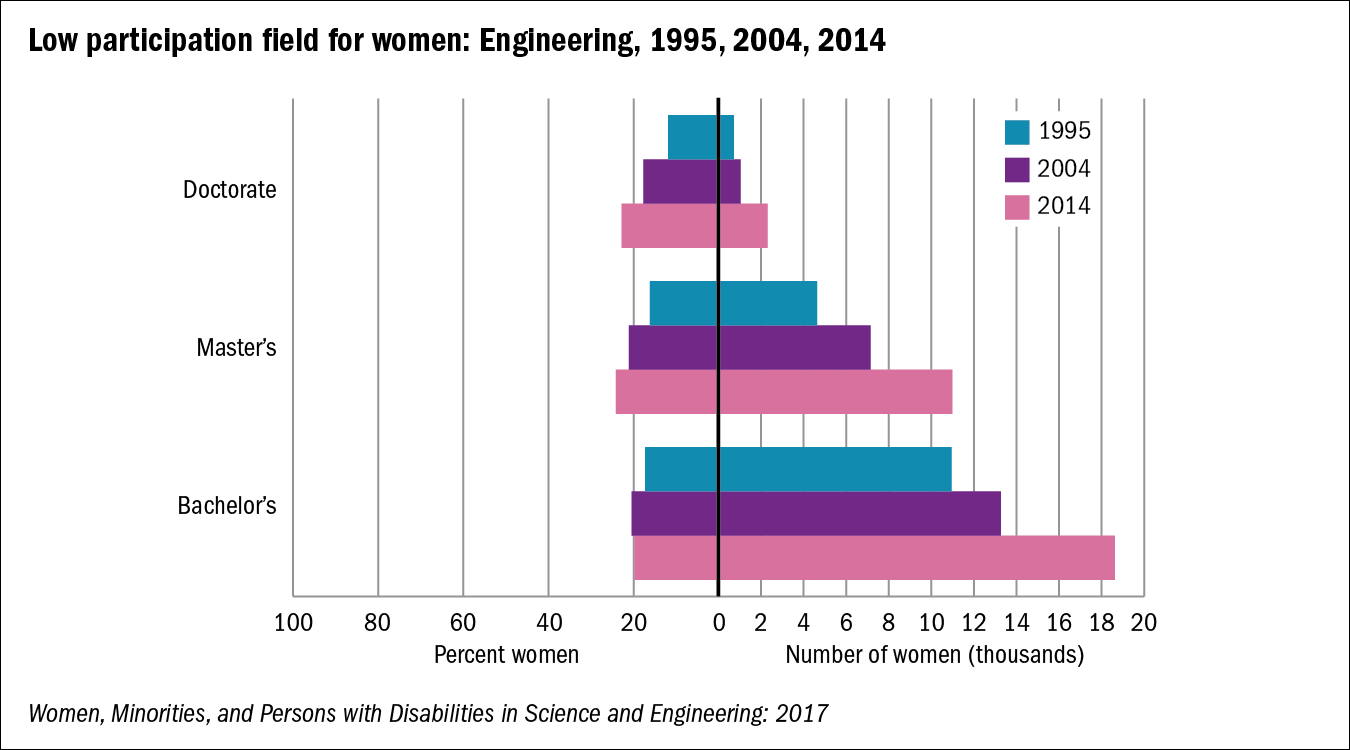 Low participation field for women: Engineering, 1995, 2004, 2014
1995
2004
2014
Doctorate
Master’s
Bachelor’s
100 80 60 40 20 0 2 4 6 8 10 12 14 16 18 20
Percent women Number of women (thousands)
Women, Minorities, and Persons with Disabilities in Science and Engineering: 2017